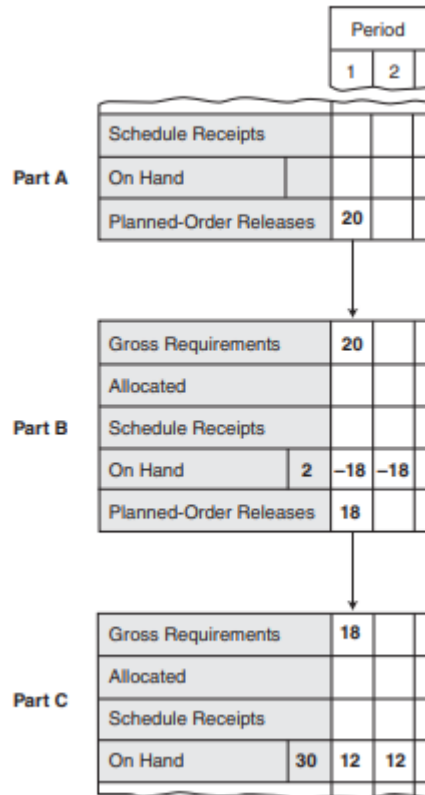 Period
1 2
Schedule Receipts
Part A
On Hand
Planned-Order Releases 20
Gross Requirements 20
Allocated
Part B
Schedule Receipts
On Hand 2 –18 –18
Planned-Order Releases 18
Gross Requirements 18
Allocated
Part C
Schedule Receipts
On Hand 30 12 12